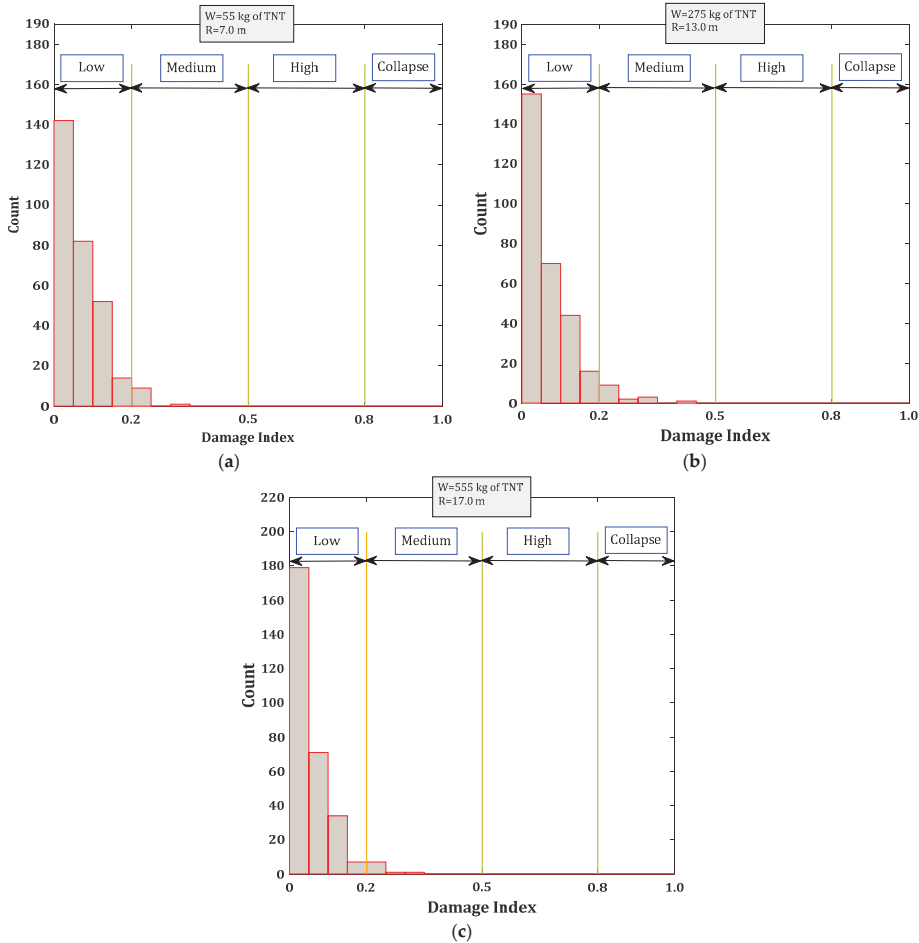 W=55 kg of TNT
R=7.0 m
190
180
160
140
120
100
80
60
40
20
0
Count
Low
Medium
High
Collapse
0
0.2
0.5
0.8
1.0
Damage Index
(a)
W=275 kg of TNT
R=13.0 m
190
180
160
140
120
100
80
60
40
20
0
Count
Low
Medium
High
Collapse
0
0.2
0.5
0.8
1.0
Damage Index
(b)
W=555 kg of TNT
R=17.0 m
220
200
180
160
140
120
100
80
60
40
20
0
Count
Low
Medium
High
Collapse
0
0.2
0.5
0.8
1.0
Damage Index
(c)